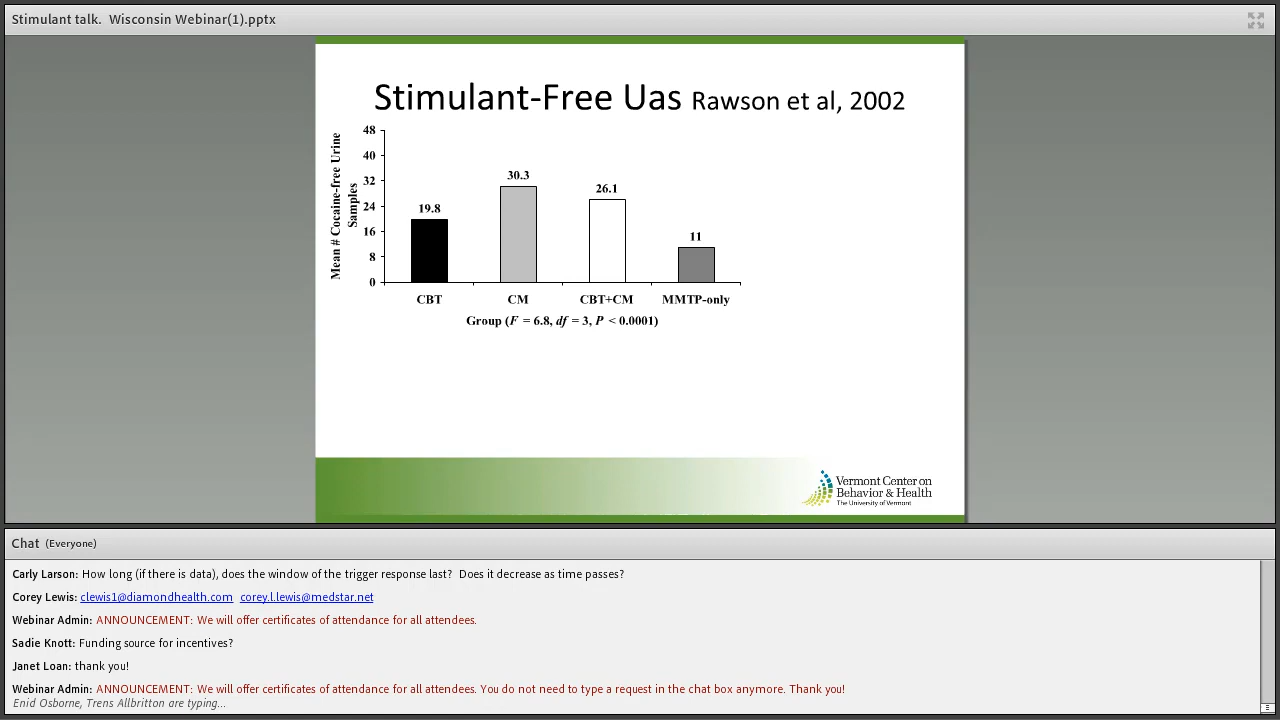 Stimulant talk.  Wisconsin Webinar(1).pptx
Stimulant-Free Uas Rawson et al, 2002
Mean # Cocaine-free Urine
Samples
48
40
32
24
16
8
0
19.8
30.3
26.1
11
CBT
CM
CBT+CM
MMTP-only
Group (F = 6.8, df = 3, P < 0.0001)
Vermont Center on
Behavior & Health
The University of Vermont
Chat (Everyone)
Carly Larson: How long (if there is data), does the window of the trigger response last?  Does it decrease as time passes?
Corey Lewis: clewis1@diamondhealth.com  corey.l.lewis@medstar.net
Webinar Admin: ANNOUNCEMENT: We will offer certificates of attendance for all attendees.
Sadie Knott: Funding source for incentives?
Janet Loan: thank you!
Webinar Admin: ANNOUNCEMENT: We will offer certificates of attendance for all attendees. You do not need to type a request in the chat box anymore. Thank you!
Enid Osborne, Trens Allbritton are typing...